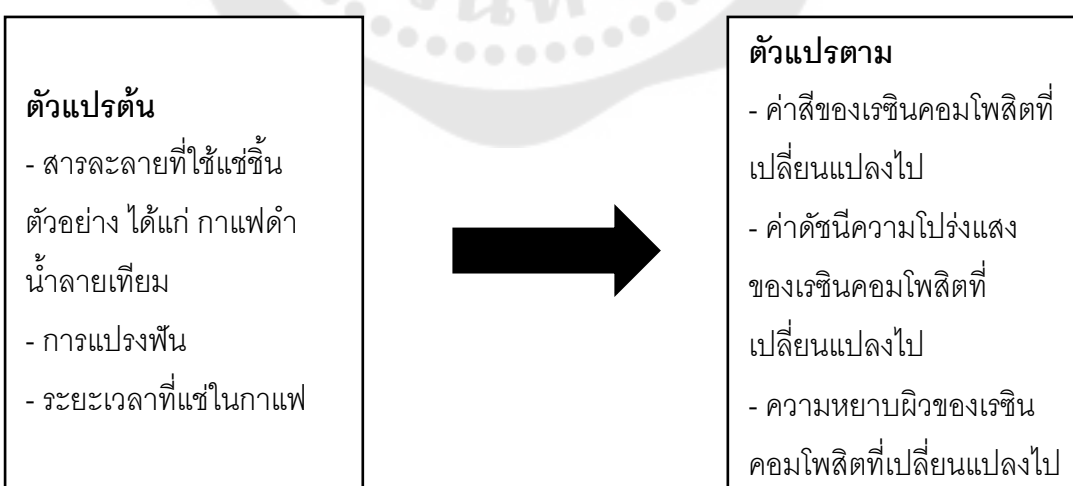 ตัวแปรต้น
- สารละลายที่ใช้แช่ชิ้น
ตัวอย่าง ได้แก่ กาแฟดำ
น้ำลายเทียม
- การแปรงฟัน
- ระยะเวลาที่แช่ในกาแฟ
ตัวแปรตาม
- ค่าสีของเรซินคอมโพสิตที่
เปลี่ยนแปลงไป
- ค่าดัชนีความโปร่งแสง
ของเรซินคอมโพสิตที่
เปลี่ยนแปลงไป
- ความหยาบผิวของเรซิน
คอมโพสิตที่เปลี่ยนแปลงไป